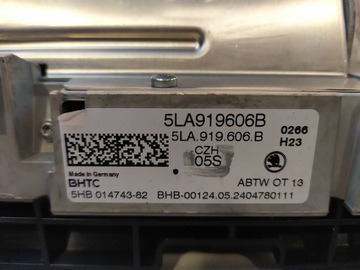 5LA919606B
5LA.919.606.B
0266
H23
CZH
05S
Made in Germany
BHTC
ABTW OT 13
5HB 014743-82 BHB-00124.05.2404780111